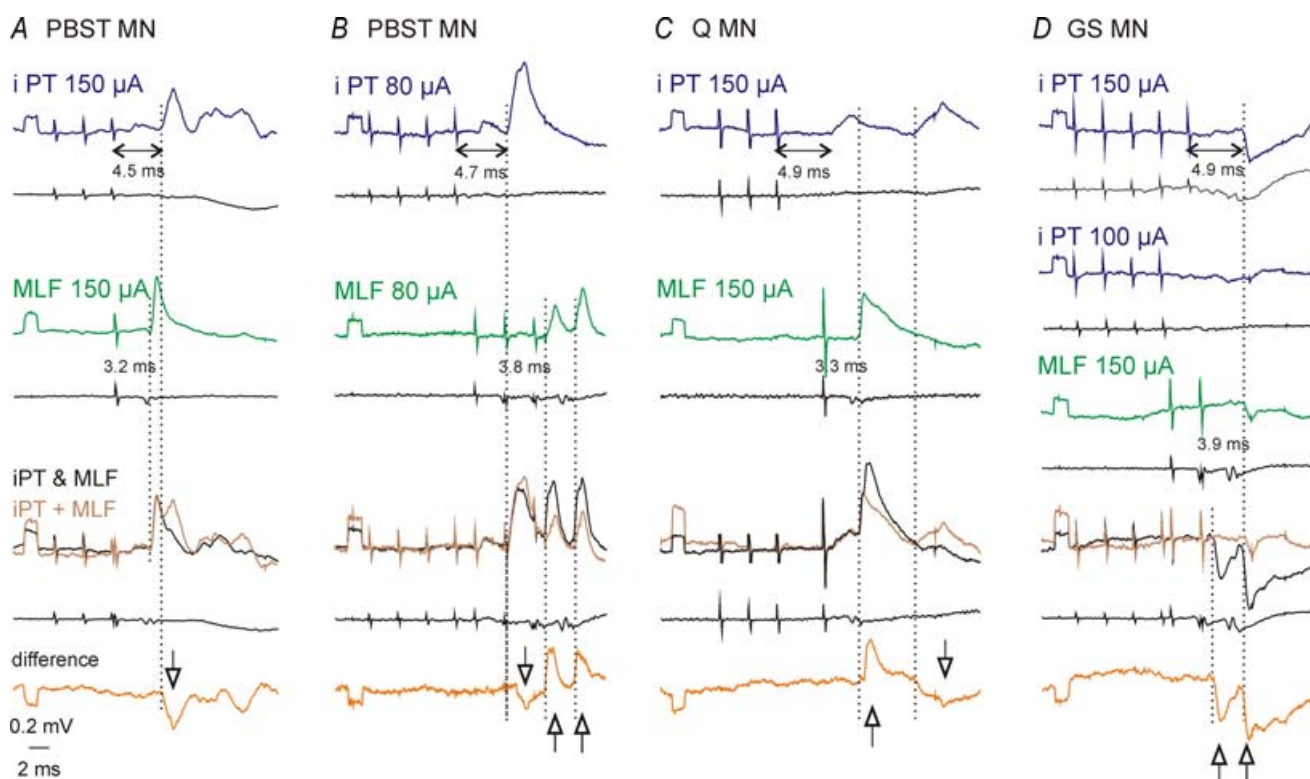 A PBST MN
i PT 150 µA
4.5 ms
MLF 150 µA
3.2 ms
iPT & MLF
iPT + MLF
difference
0.2 mV
2 ms
B PBST MN
i PT 80 µA
4.7 ms
MLF 80 µA
3.8 ms
C Q MN
i PT 150 µA
4.9 ms
MLF 150 µA
3.3 ms
D GS MN
i PT 150 µA
4.9 ms
i PT 100 µA
MLF 150 µA
3.9 ms